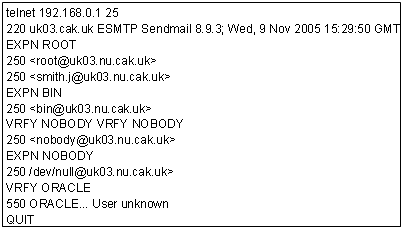 telnet 192.168.0.1 25
220 uk03.cak.uk ESMTP Sendmail 8.9.3; Wed, 9 Nov 2005 15:29:50 GMT
EXPN ROOT
250 <root@uk03.nu.cak.uk>
250 <smith.j@uk03.nu.cak.uk>
EXPN BIN
250 <bin@uk03.nu.cak.uk>
VRFY NOBODY VRFY NOBODY
250 <nobody@uk03.nu.cak.uk>
EXPN NOBODY
250 /dev/null@uk03.nu.cak.uk>
VRFY ORACLE
550 ORACLE... User unknown
QUIT